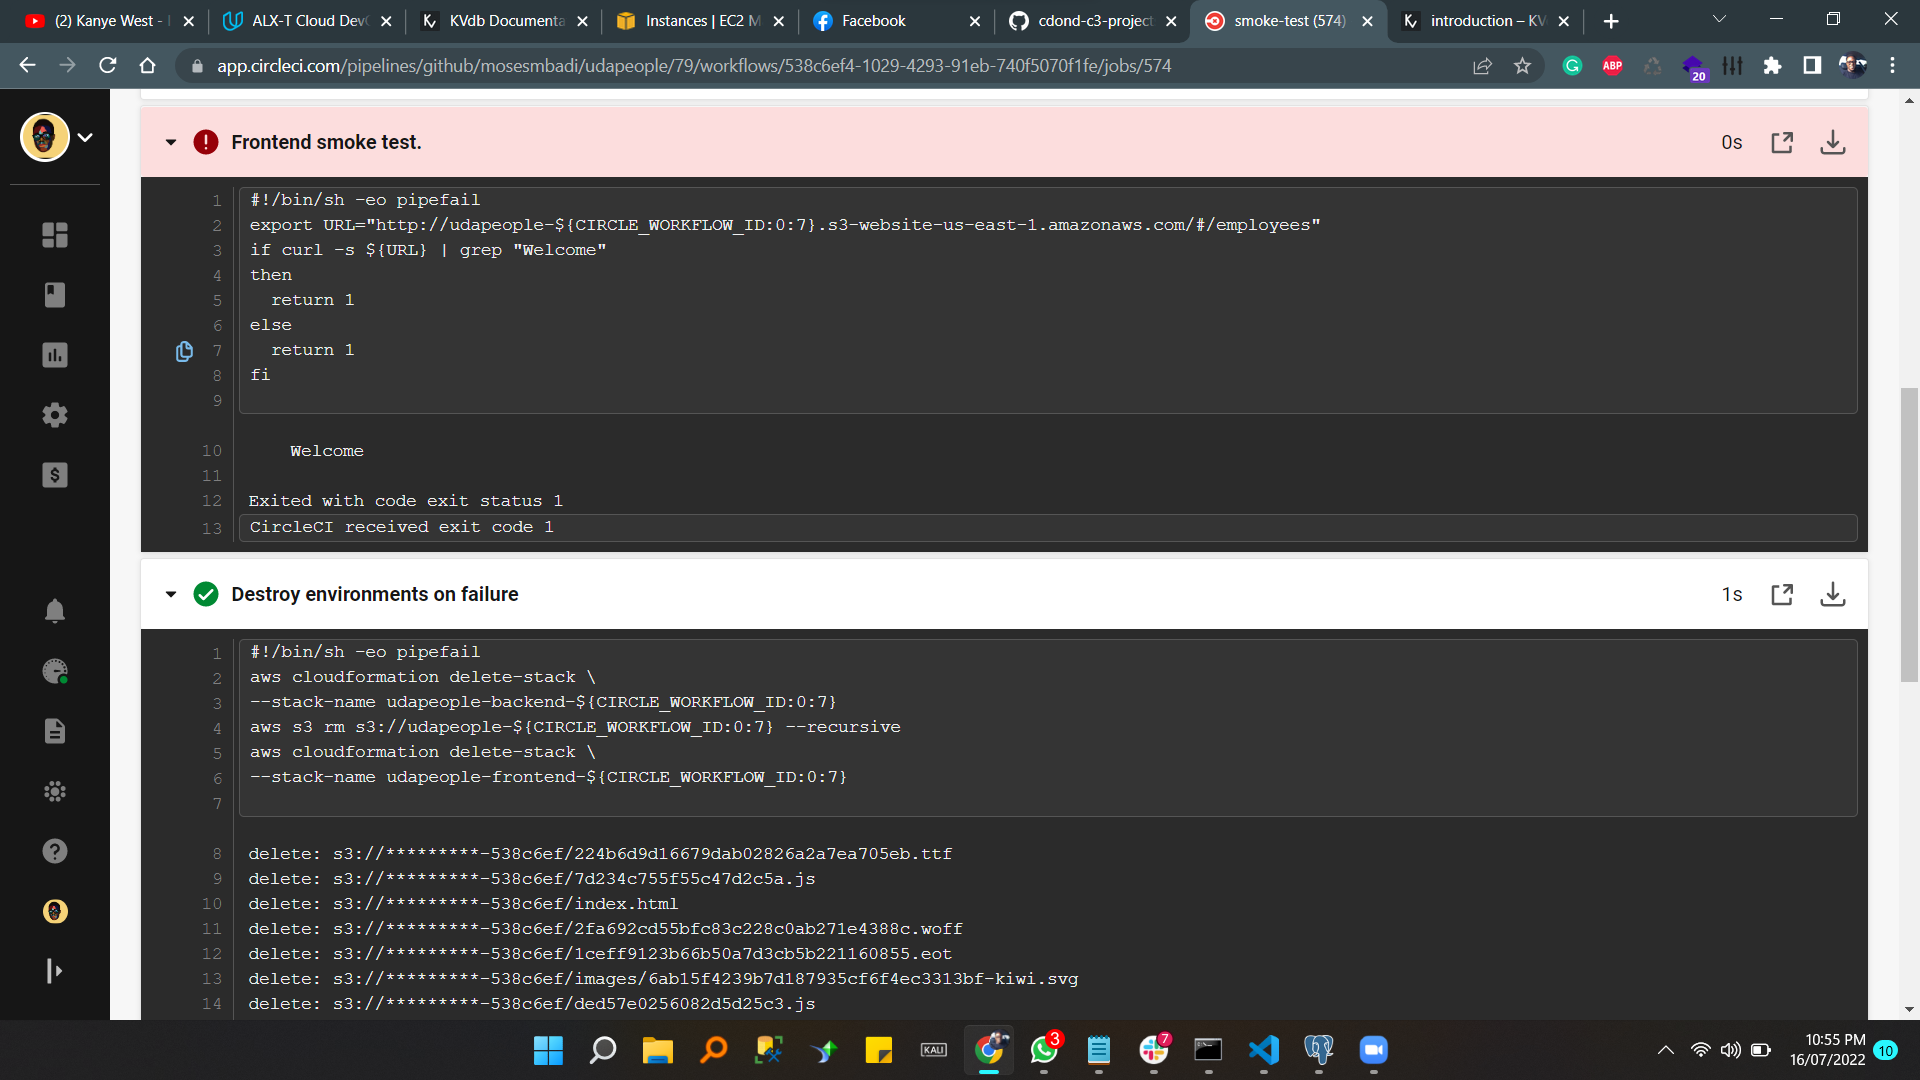 (2) Kanye West -
ALX-T Cloud Dev
KVdb Documenta
Instances | EC2 M
Facebook
cdond-c3-project
smoke-test (574)
introduction – KV
app.circleci.com/pipelines/github/mosesmbadi/udapeople/79/workflows/538c6ef4-1029-4293-91eb-740f5070f1fe/jobs/574
ABP
20
Frontend smoke test.
0s
1 #!/bin/sh -eo pipefail
2 export URL="http://udapeople-${CIRCLE_WORKFLOW_ID:0:7}.s3-website-us-east-1.amazonaws.com/#/employees"
3 if curl -s ${URL} | grep "Welcome"
4 then
5 return 1
6 else
7 return 1
8 fi
9
10 Welcome
11
12 Exited with code exit status 1
13 CircleCI received exit code 1
Destroy environments on failure
1s
1 #!/bin/sh -eo pipefail
2 aws cloudformation delete-stack \
3 --stack-name udapeople-backend-${CIRCLE_WORKFLOW_ID:0:7}
4 aws s3 rm s3://udapeople-${CIRCLE_WORKFLOW_ID:0:7} --recursive
5 aws cloudformation delete-stack \
6 --stack-name udapeople-frontend-${CIRCLE_WORKFLOW_ID:0:7}
7
8 delete: s3://*********-538c6ef/224b6d9d16679dab02826a2a7ea705eb.ttf
9 delete: s3://*********-538c6ef/7d234c755f55c47d2c5a.js
10 delete: s3://*********-538c6ef/index.html
11 delete: s3://*********-538c6ef/2fa692cd55bfc83c228c0ab271e4388c.woff
12 delete: s3://*********-538c6ef/1ceff9123b66b50a7d3cb5b221160855.eot
13 delete: s3://*********-538c6ef/images/6ab15f4239b7d187935cf6f4ec3313bf-kiwi.svg
14 delete: s3://*********-538c6ef/ded57e0256082d5d25c3.js
KALI
3
7
10:55 PM
16/07/2022
10